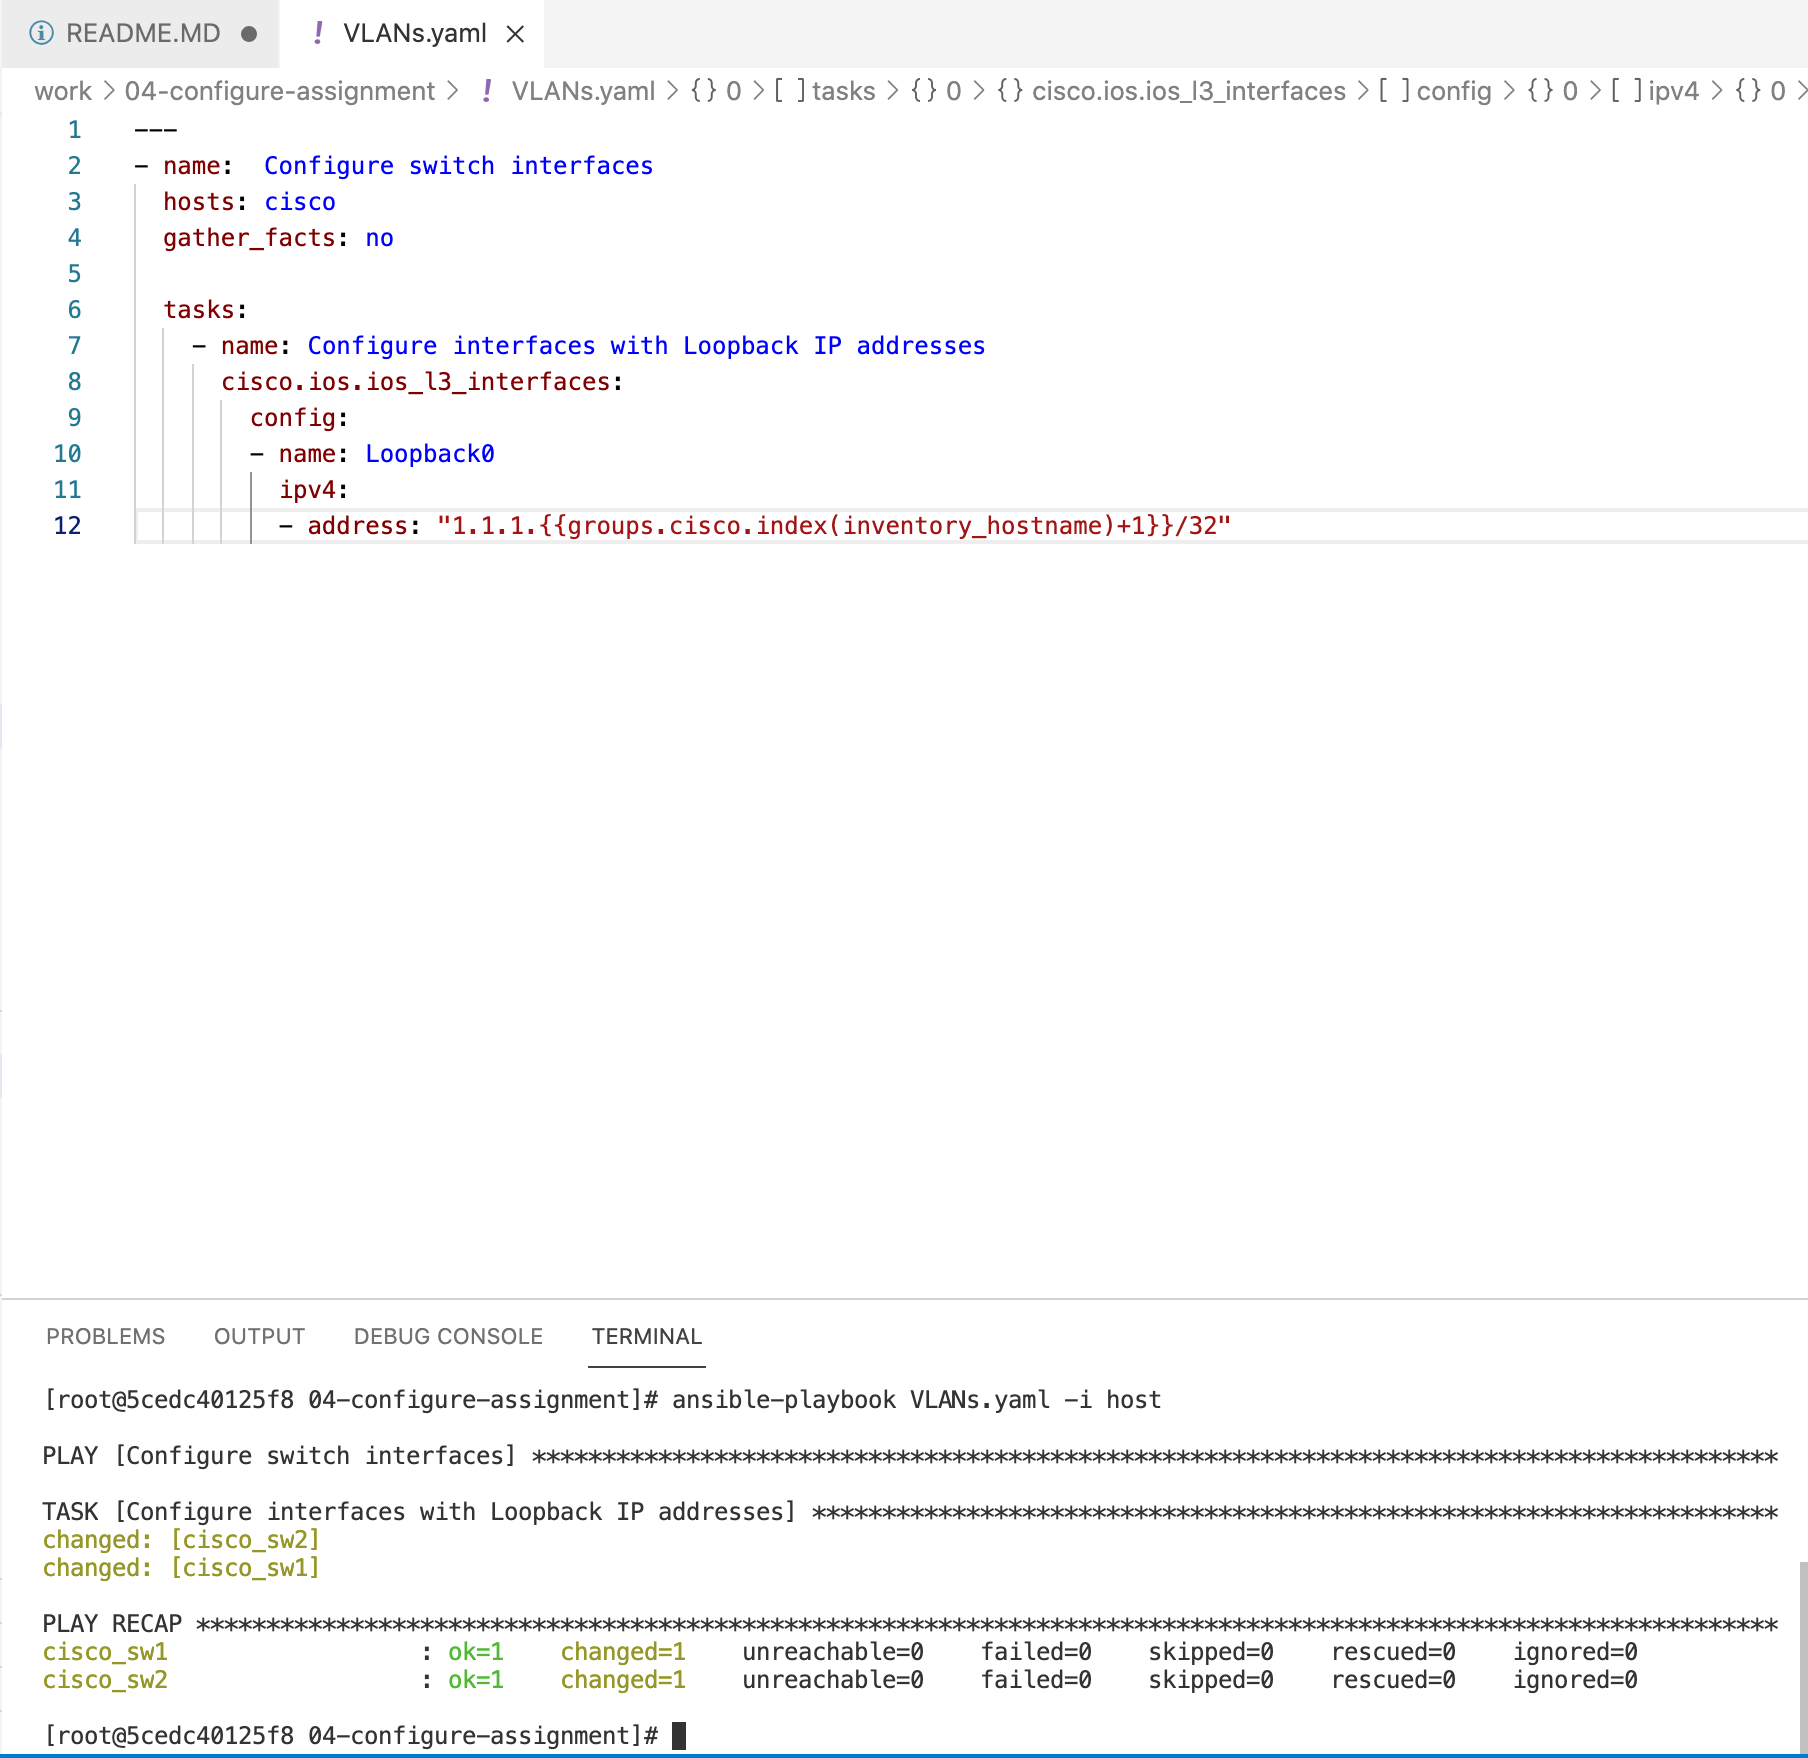 README.MD ● ! VLANs.yaml ×
work > 04-configure-assignment > ! VLANs.yaml > {} 0 > [ ] tasks > {} 0 > {} cisco.ios.ios_l3_interfaces > [ ] config > {} 0 > [ ] ipv4 > {} 0 >
1 ---
2 - name:  Configure switch interfaces
3   hosts: cisco
4   gather_facts: no
5
6   tasks:
7     - name: Configure interfaces with Loopback IP addresses
8       cisco.ios.ios_l3_interfaces:
9         config:
10         - name: Loopback0
11           ipv4:
12           - address: "1.1.1.{{groups.cisco.index(inventory_hostname)+1}}/32"
PROBLEMS OUTPUT DEBUG CONSOLE TERMINAL
[root@5cedc40125f8 04-configure-assignment]# ansible-playbook VLANs.yaml -i host
PLAY [Configure switch interfaces] *****************************************************************************************
TASK [Configure interfaces with Loopback IP addresses] *********************************************************************
changed: [cisco_sw2]
changed: [cisco_sw1]
PLAY RECAP *****************************************************************************************************************
cisco_sw1                  : ok=1    changed=1    unreachable=0    failed=0    skipped=0    rescued=0    ignored=0
cisco_sw2                  : ok=1    changed=1    unreachable=0    failed=0    skipped=0    rescued=0    ignored=0
[root@5cedc40125f8 04-configure-assignment]#